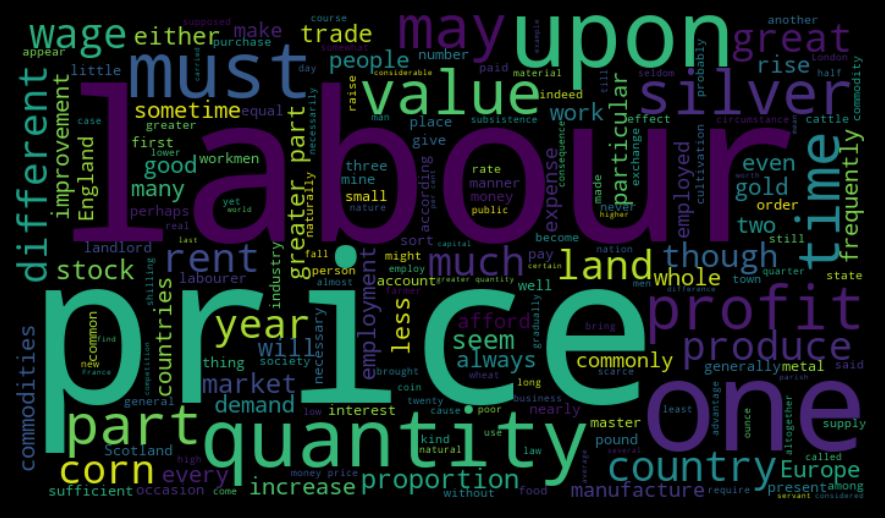 supposed
course
somewhat
another
example
appear
wage
either
make
purchase
carried
trade
day
people
number
considerable
paid
may
upon
material
till
seldom
London
half
great
must
little
sometime
case
greater
lower
equal
raise
man
necessarily
value
subsistence
indeed
work
probably
particular
rise
silver
commodity
circumstance
different
improvement
England
first
good
workmen
many
yet
perhaps
world
real
last
landlord
labour
greater part
naturally
place
give
three
mine
small
nature
according
rate
manner
money
public
expense
effect
exchange
consequence
made
higher
employed
cultivation
even
cattle
mean
gold
never
order
worth
two
still
time
frequently
rent
stock
labourer
industry
fall
person
almost
sort
might
employ
account
capital
become
much
greater quantity
well
pay
certain
nation
land
though
men
difference
whole
town
quarter
state
price
commodities
shilling
new
common
find
France
countries
competition
year
will
thing
society
necessary
employment
less
farmer
afford
seem
always
gradually
bring
scarce
commonly
profit
produce
generally
metal
said
parish
market
general
demand
brought
coin
wheat
long
low
interest
twenty
cause
poor
business
nearly
master
least
advantage
one
part
corn
Scotland
every
high
quantity
kind
use
natural
law
proportion
pound
country
ounce
called
altogether
supply
Europe
among
sufficient
occasion
come
increase
money price
average
without
food
manufacture
several
require
present
servant
considered